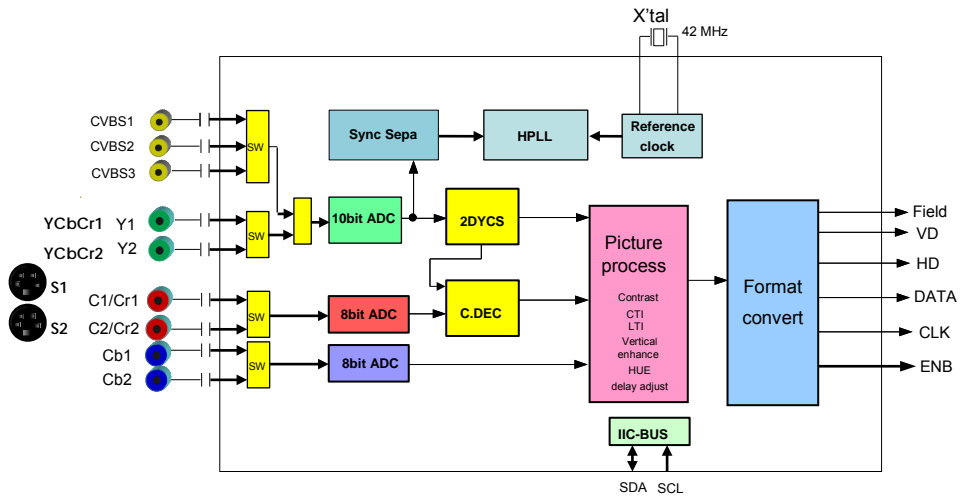 X'tal
42 MHz
CVBS1
CVBS2
CVBS3
SW
Sync Sepa
HPLL
Reference
clock
YCbCr1
Y1
YCbCr2
Y2
SW
10bit ADC
2DYCS
S1
S2
C1/Cr1
C2/Cr2
SW
8bit ADC
C.DEC
Cb1
Cb2
SW
8bit ADC
Picture
process
Contrast
CTI
LTI
Vertical
enhance
HUE
delay adjust
Format
convert
Field
VD
HD
DATA
CLK
ENB
IIC-BUS
SDA
SCL